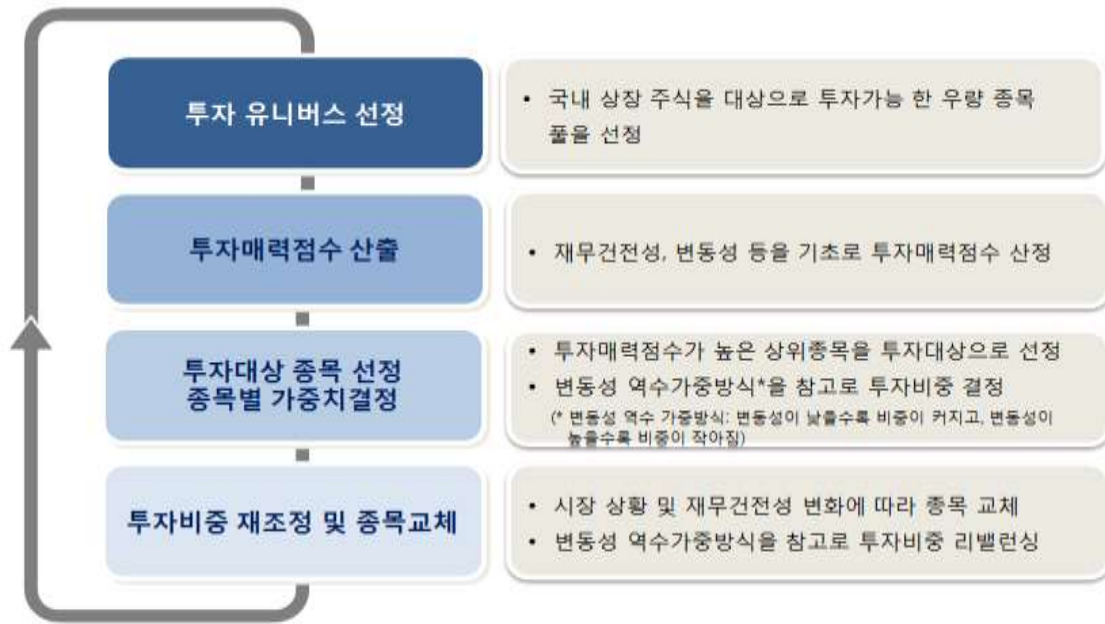 투자 유니버스 선정
• 국내 상장 주식을 대상으로 투자가능 한 우량 종목
풀을 선정
투자매력점수 산출
• 재무건전성, 변동성 등을 기초로 투자매력점수 산정
투자대상 종목 선정
종목별 가중치결정
• 투자매력점수가 높은 상위종목을 투자대상으로 선정
• 변동성 역수가중방식*을 참고로 투자비중 결정
(* 변동성 역수 가중방식: 변동성이 낮을수록 비중이 커지고, 변동성이
높을수록 비중이 작아짐)
투자비중 재조정 및 종목교체
• 시장 상황 및 재무건전성 변화에 따라 종목 교체
• 변동성 역수가중방식을 참고로 투자비중 리밸런싱